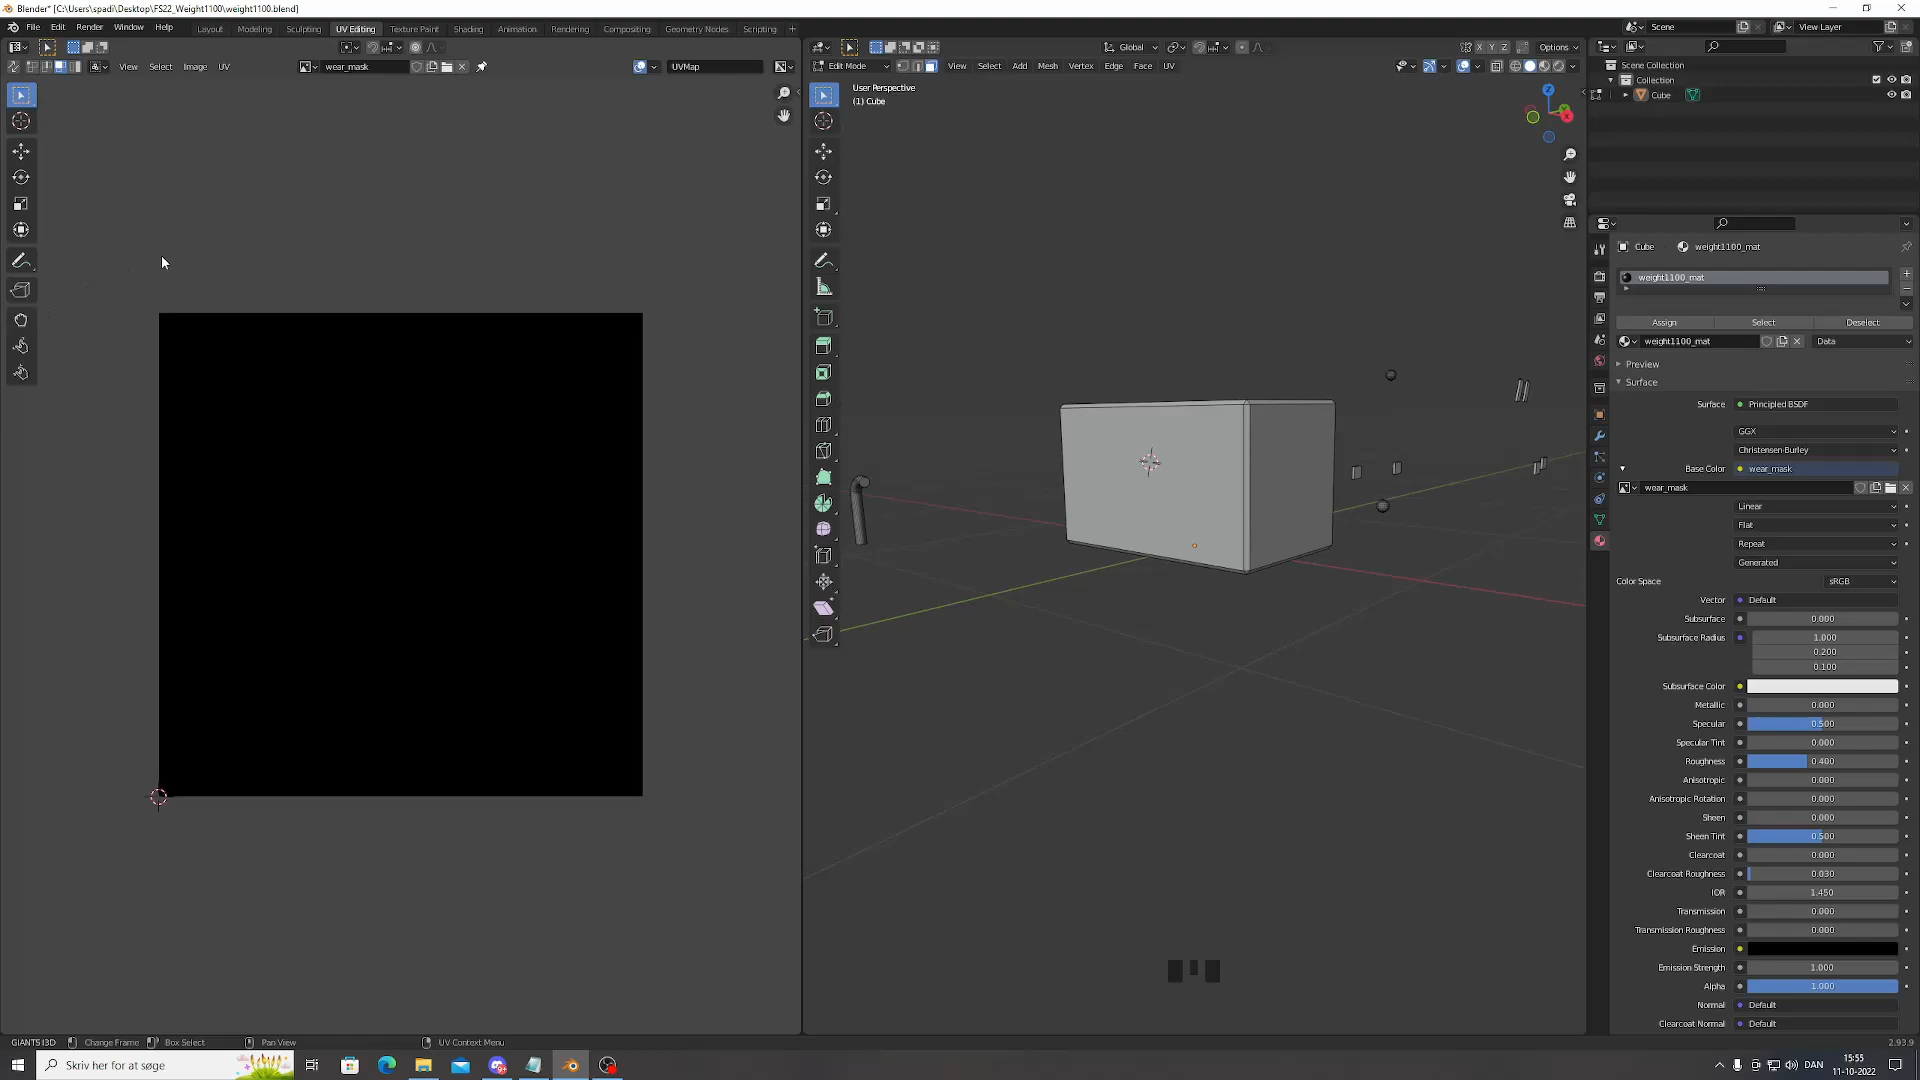 Blender* [C:\Users\spadi\Desktop\FS22_Weight1100\weight1100.blend]
File Edit Render Window Help Layout Modeling Sculpting UV Editing Texture Paint Shading Animation Rendering Compositing Geometry Nodes Scripting + Scene View Layer
Global Options
View Select Image UV wear_mask UVMap Edit Mode View Select Add Mesh Vertex Edge Face UV
X Y Z
Scene Collection
Collection
Cube
User Perspective
(1) Cube
Z
X
Cube weight1100_mat
weight1100_mat
Assign Select Deselect
weight1100_mat Data
Preview
Surface
Surface Principled BSDF
GGX
Christensen-Burley
Base Color wear_mask
wear_mask
Linear
Flat
Repeat
Generated
Color Space sRGB
Vector Default
Subsurface 0.000
Subsurface Radius 1.000
0.200
0.100
Subsurface Color
Metallic 0.000
Specular 0.500
Specular Tint 0.000
Roughness 0.400
Anisotropic 0.000
Anisotropic Rotation 0.000
Sheen 0.000
Sheen Tint 0.500
Clearcoat 0.000
Clearcoat Roughness 0.030
IOR 1.450
Transmission 0.000
Transmission Roughness 0.000
Emission
Emission Strength 1.000
Alpha 1.000
Normal Default
Clearcoat Normal Default
GIANTS I3D Change Frame Box Select Pan View UV Context Menu 2.93.9
Skriv her for at søge
DAN
15:55
11-10-2022